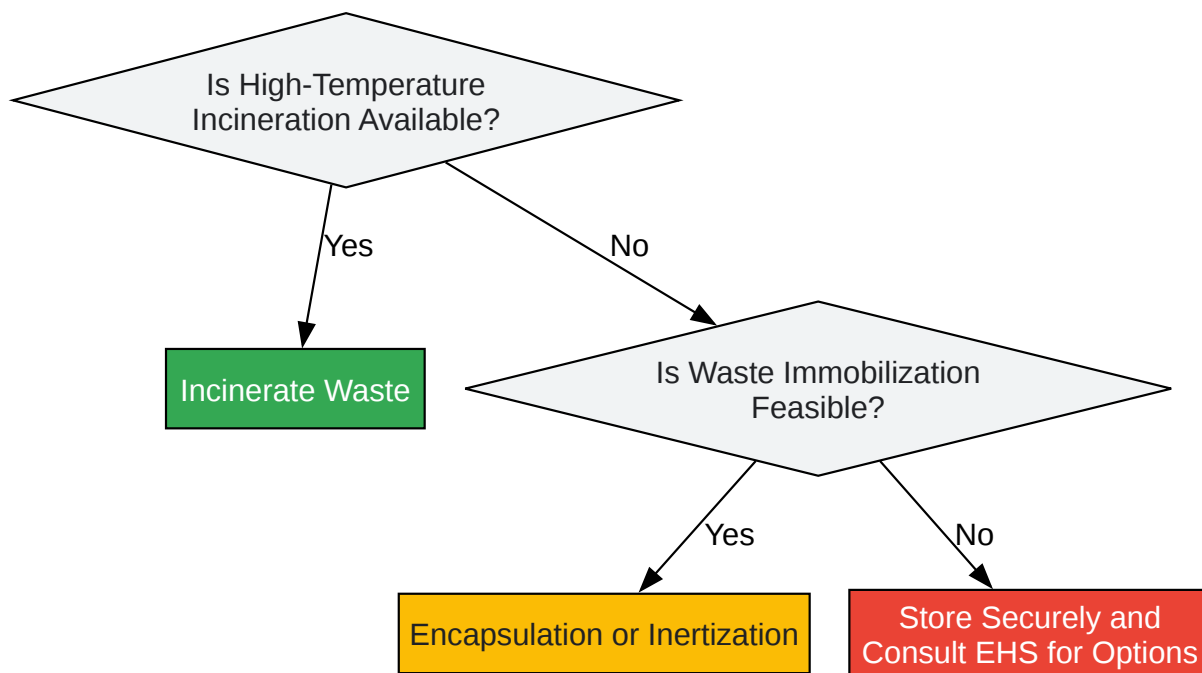 Is High-Temperature
Incineration Available?
Yes
No
Incinerate Waste
Is Waste Immobilization
Feasible?
Yes
No
Encapsulation or Inertization
Store Securely and
Consult EHS for Options